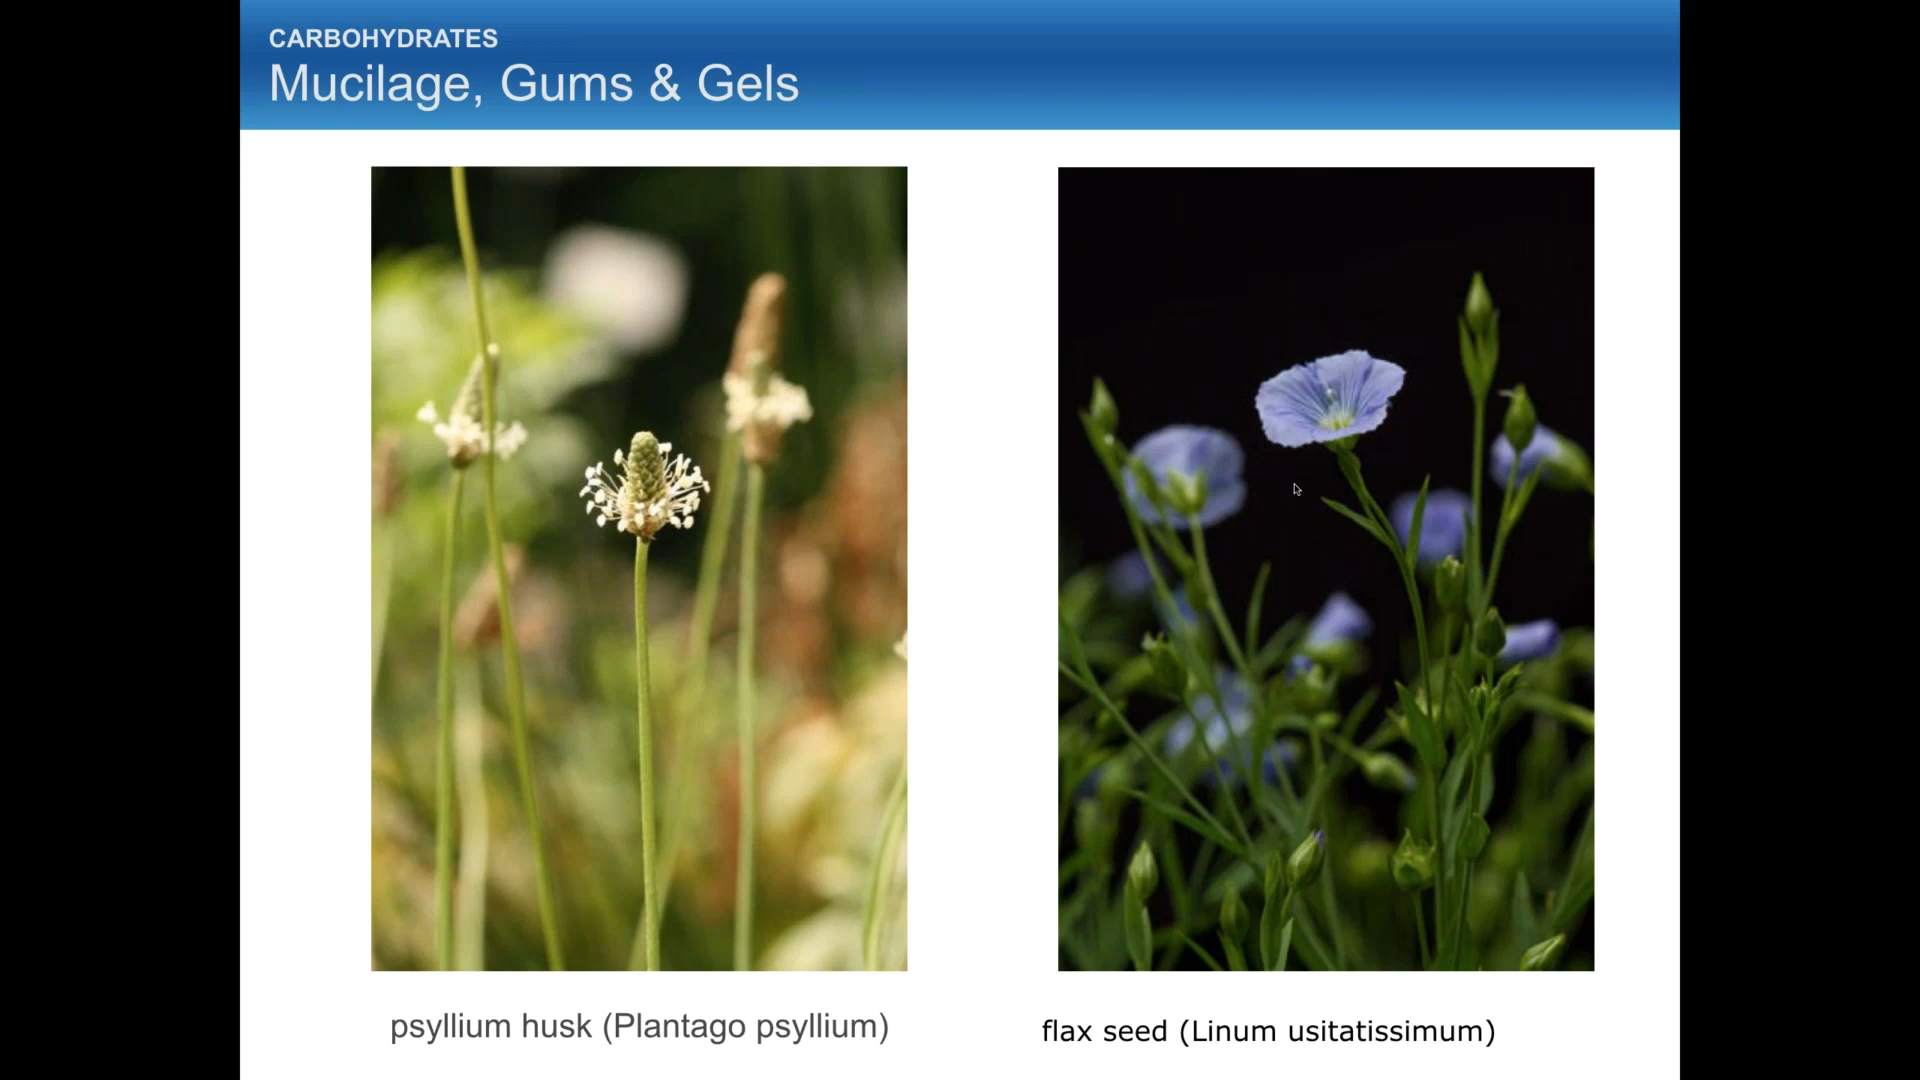 CARBOHYDRATES
Mucilage, Gums & Gels
psyllium husk (Plantago psyllium)
flax seed (Linum usitatissimum)